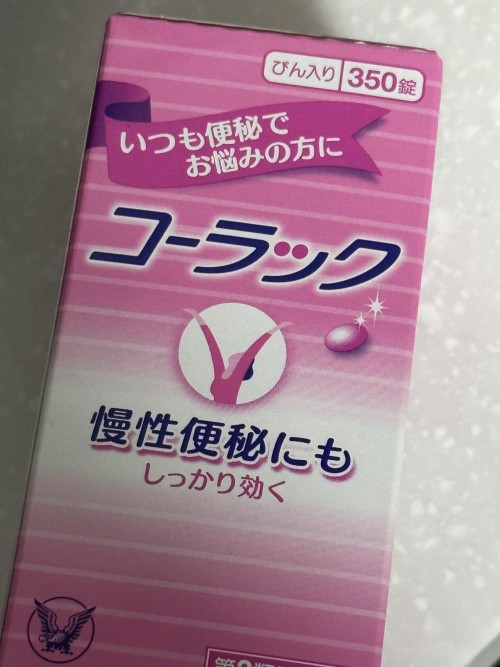 びん入り 350錠
いつも便秘で
お悩みの方に
コーラック
慢性便秘にも
しっかり効く